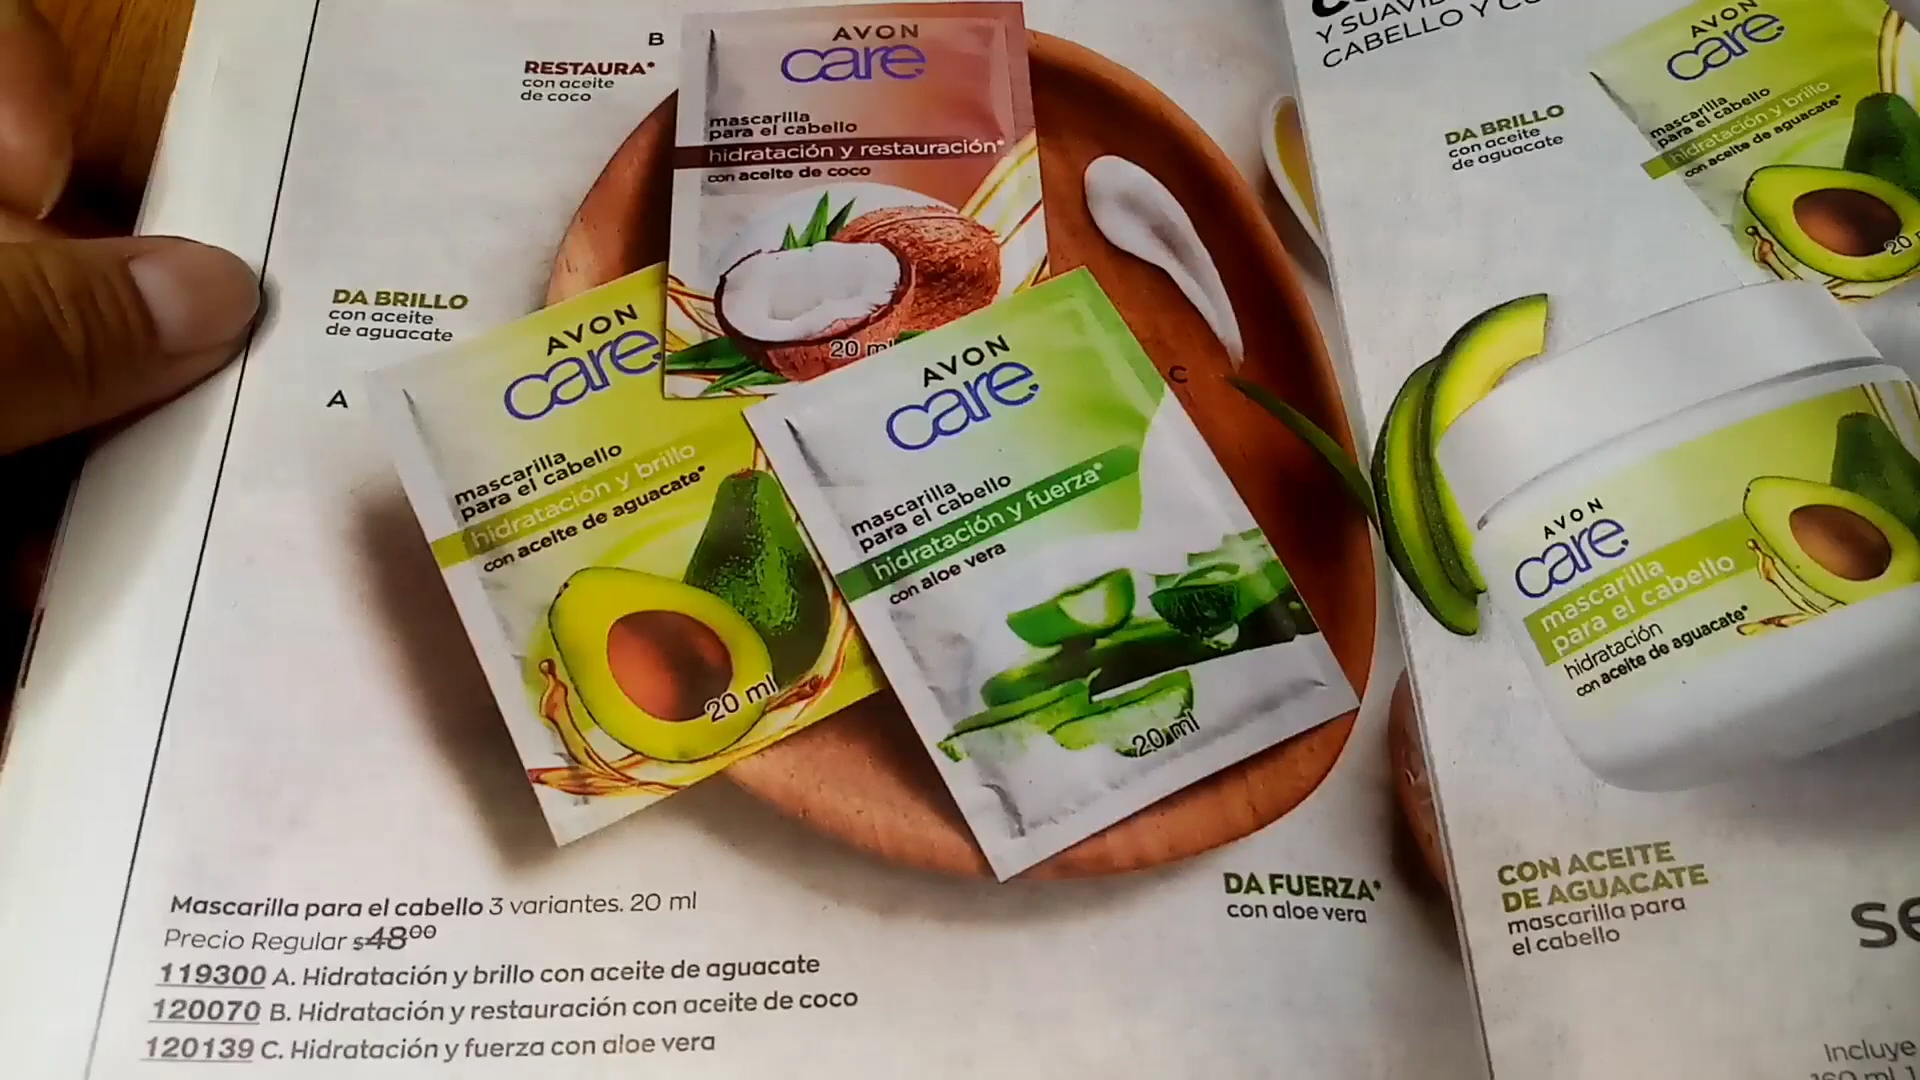 B
RESTAURA*
con aceite
de coco
AVON
care
mascarilla
para el cabello
hidratación y restauración*
con aceite de coco
20 ml
DA BRILLO
con aceite
de aguacate
A
AVON
care
mascarilla
para el cabello
hidratación y brillo
con aceite de aguacate*
20 ml
C
AVON
care
mascarilla
para el cabello
hidratación y fuerza*
con aloe vera
20 ml
DA FUERZA*
con aloe vera
Mascarilla para el cabello 3 variantes. 20 ml
Precio Regular $48⁰⁰
119300 A. Hidratación y brillo con aceite de aguacate
120070 B. Hidratación y restauración con aceite de coco
120139 C. Hidratación y fuerza con aloe vera
CABELLO Y
DA BRILLO
con aceite
de aguacate
AVON
care
mascarilla
para el cabello
hidratación y brillo
con aceite de aguacate*
20
AVON
care
mascarilla
para el cabello
hidratación
con aceite de aguacate*
CON ACEITE
DE AGUACATE
mascarilla para
el cabello
Incluye